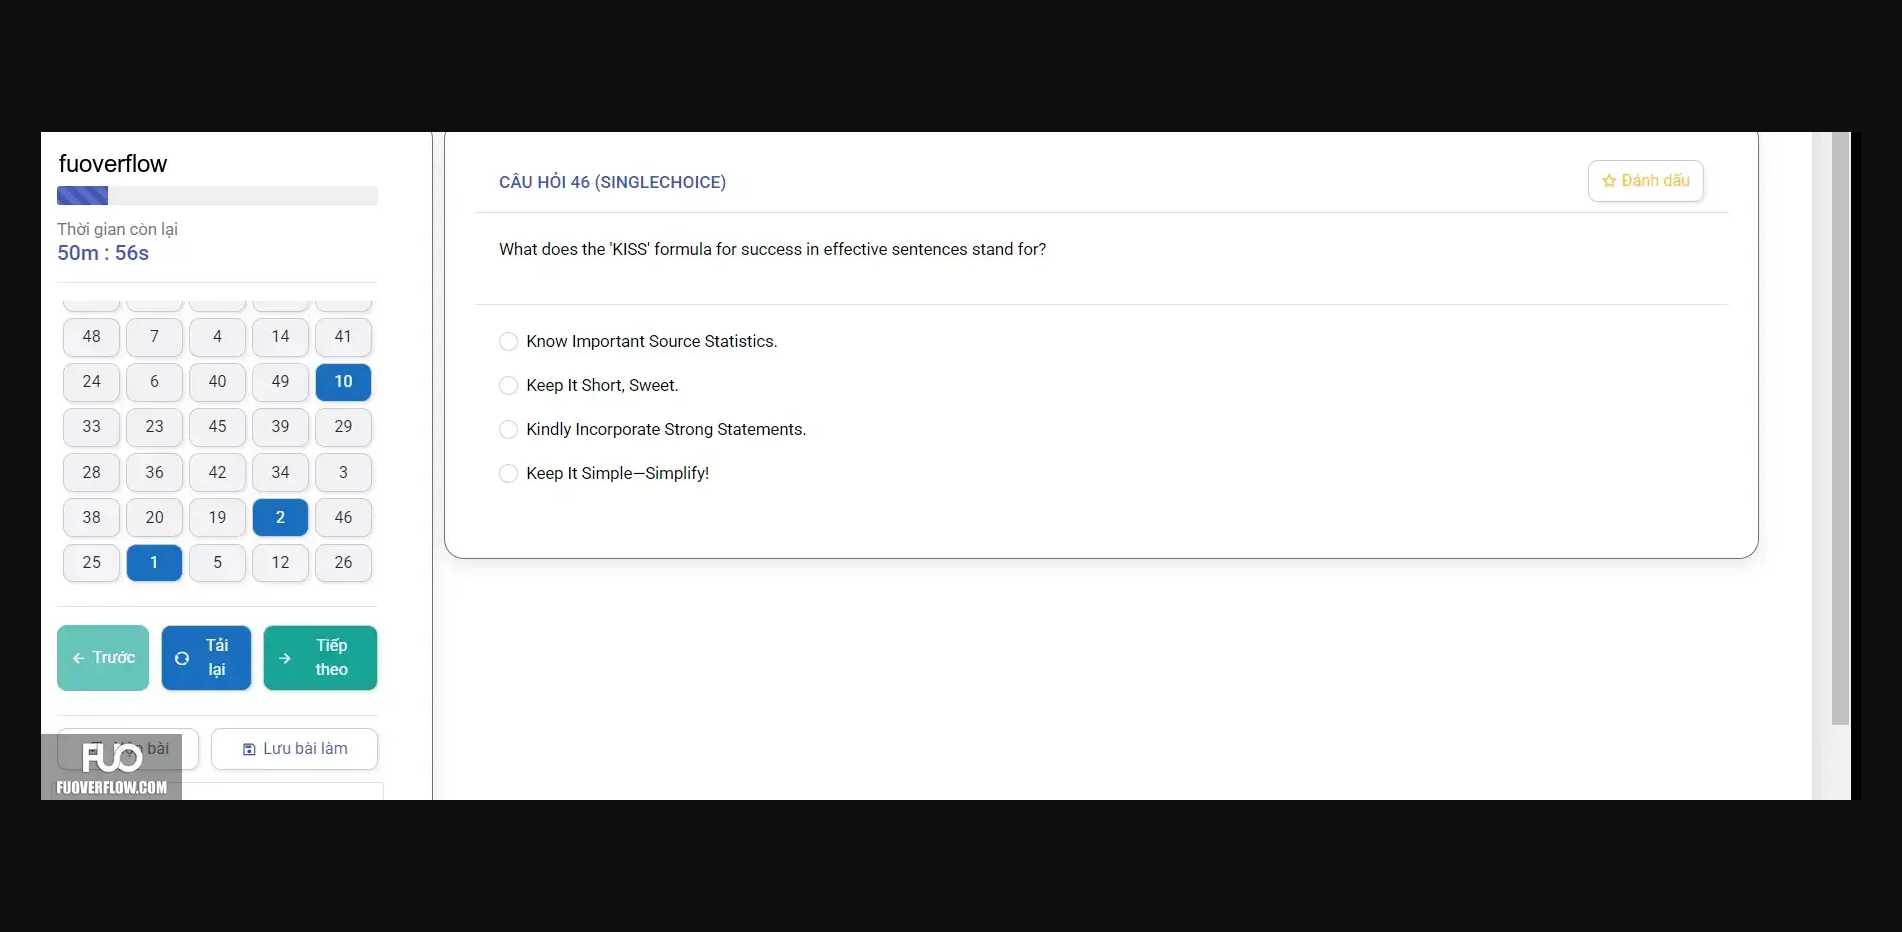 fuoverflow
Thời gian còn lại
50m : 56s
48 7 4 14 41
24 6 40 49 10
33 23 45 39 29
28 36 42 34 3
38 20 19 2 46
25 1 5 12 26
Trước
Tải lại
Tiếp theo
bài
Lưu bài làm
FUO
FUOVERFLOW.COM
CÂU HỎI 46 (SINGLECHOICE)
Đánh dấu
What does the 'KISS' formula for success in effective sentences stand for?
Know Important Source Statistics.
Keep It Short, Sweet.
Kindly Incorporate Strong Statements.
Keep It Simple—Simplify!